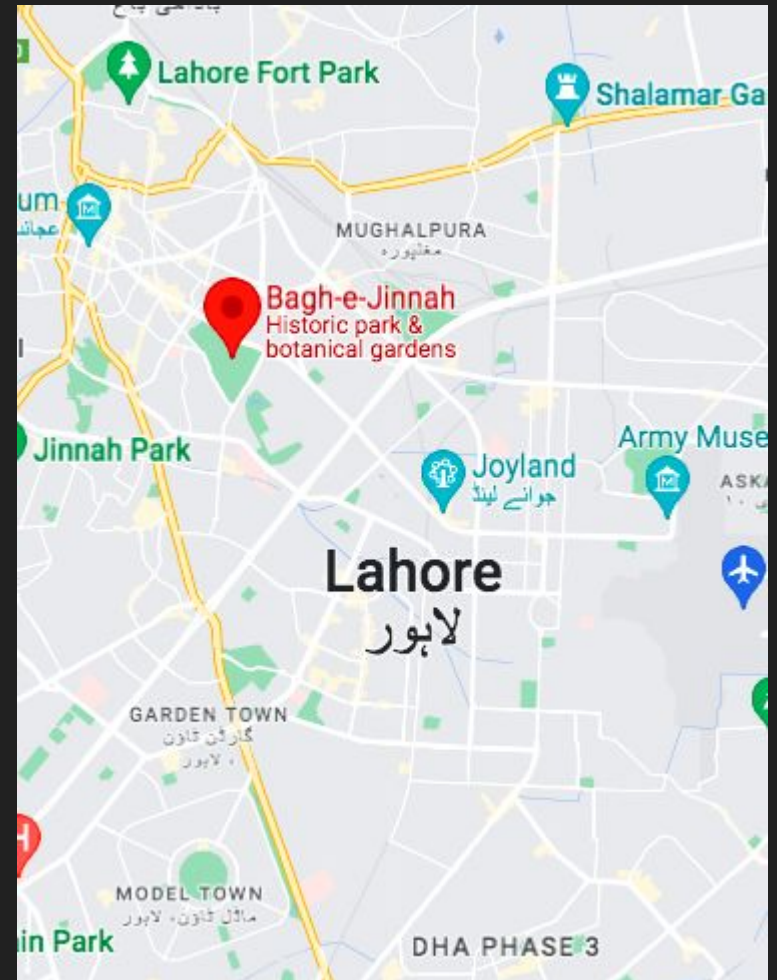 Lahore Fort Park
Shalamar Ga
um
عجائب
MUGHALPURA
مغلپورہ
Bagh-e-Jinnah
Historic park &
botanical gardens
Jinnah Park
Army Muse
Joyland
جوائے لینڈ
ASKA
Lahore
لاہور
GARDEN TOWN
گارڈن ٹاؤن
، لاہور
H
MODEL TOWN
ماڈل ٹاؤن، لاہور
in Park
DHA PHASE 3